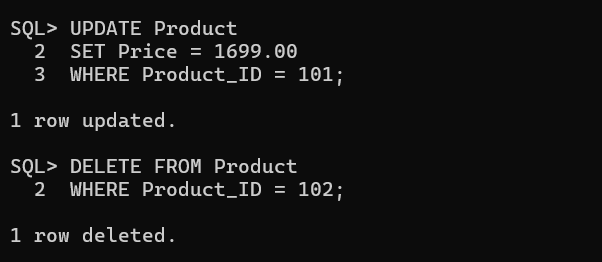 SQL> UPDATE Product
  2  SET Price = 1699.00
  3  WHERE Product_ID = 101;
1 row updated.
SQL> DELETE FROM Product
  2  WHERE Product_ID = 102;
1 row deleted.